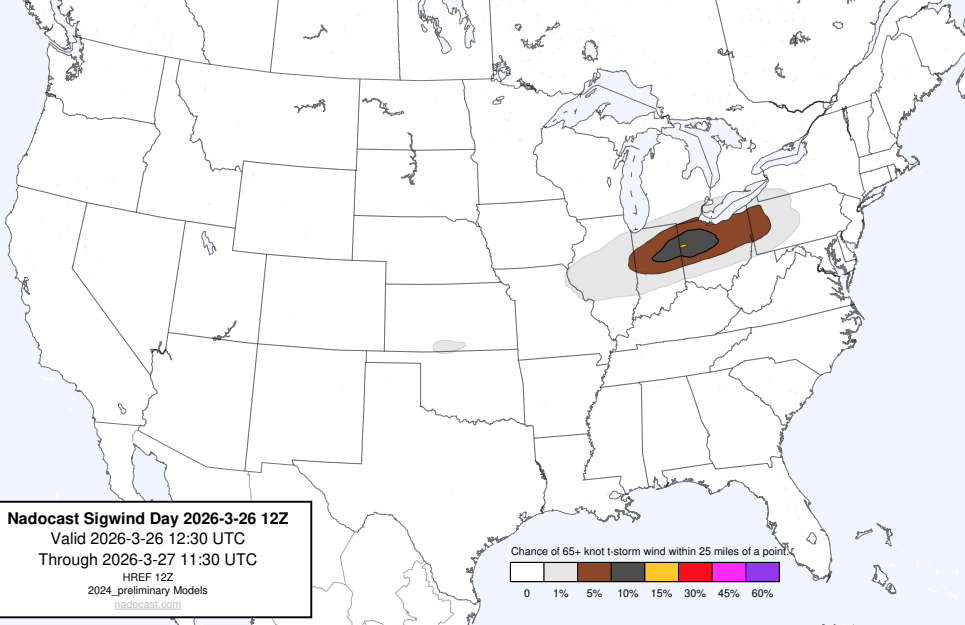 Nadocast Sigwind Day 2026-3-26 12Z
Valid 2026-3-26 12:30 UTC
Through 2026-3-27 11:30 UTC
HREF 12Z
2024_preliminary Models
nadocast.com
Chance of 65+ knot t-storm wind within 25 miles of a point.
0 1% 5% 10% 15% 30% 45% 60%